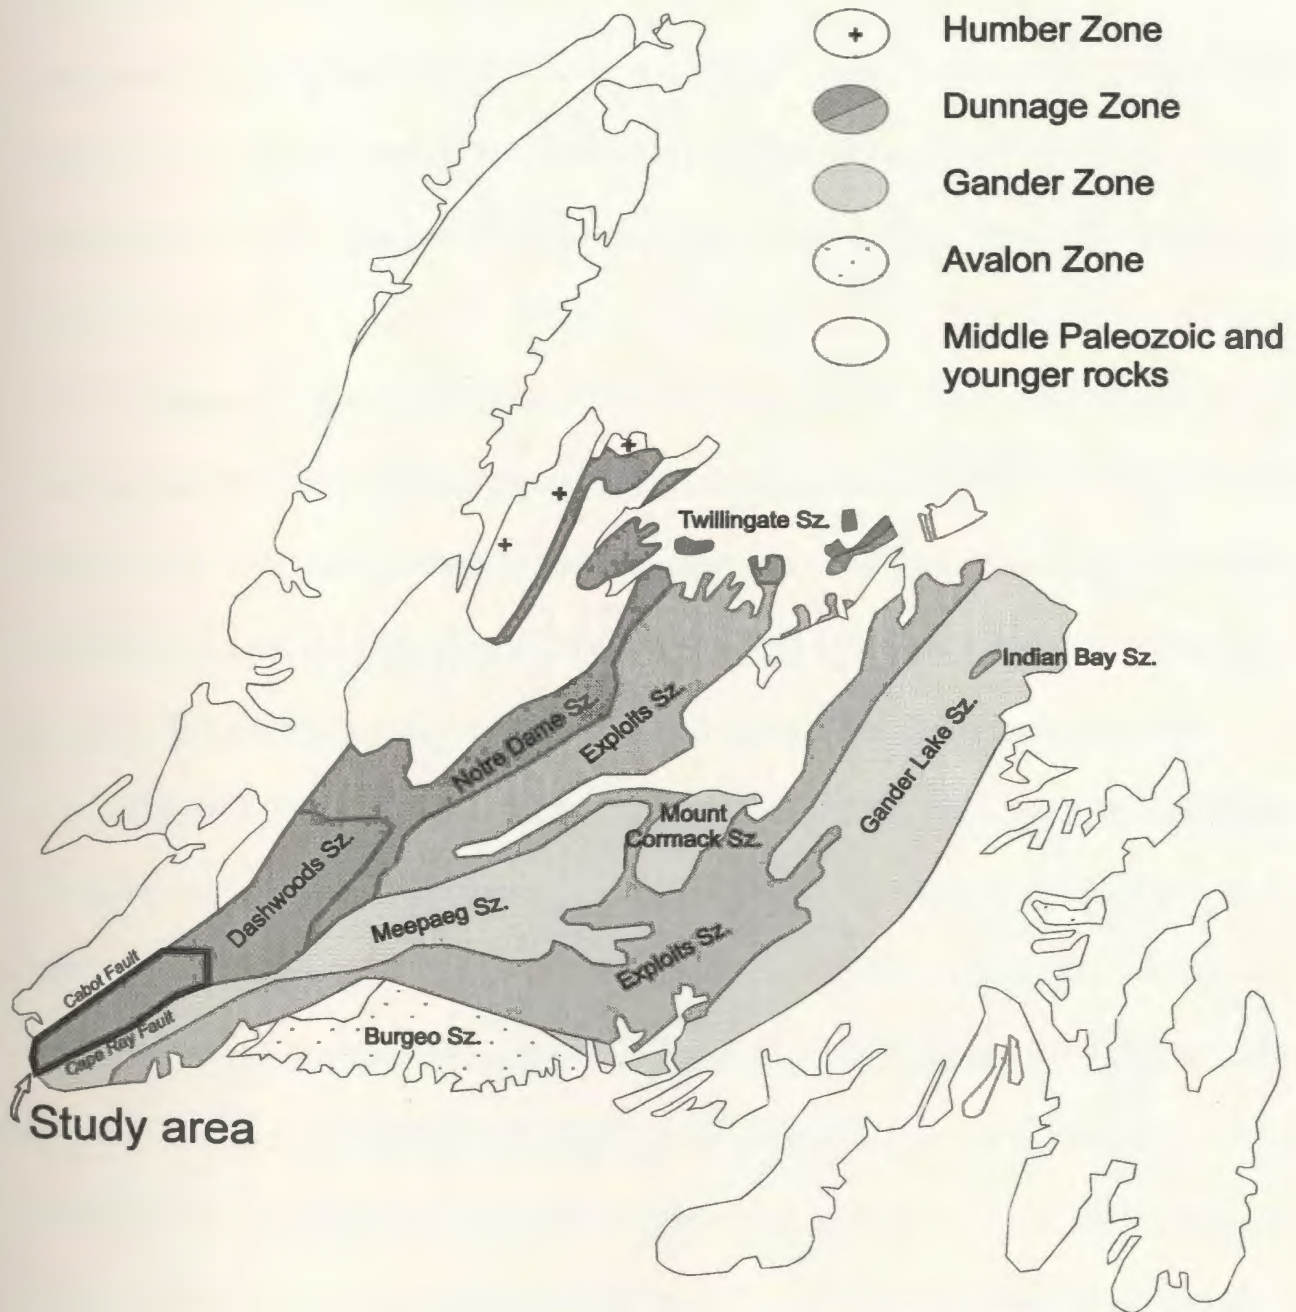 Humber Zone
Dunnage Zone
Gander Zone
Avalon Zone
Middle Paleozoic and
younger rocks
Twillingate Sz.
Indian Bay Sz.
Notre Dame Sz.
Exploits Sz.
Gander Lake Sz.
Mount
Cormack Sz.
Dashwoods Sz.
Meepaeg Sz.
Exploits Sz.
Cabot Fault
Cape Ray Fault
Burgeo Sz.
Study area